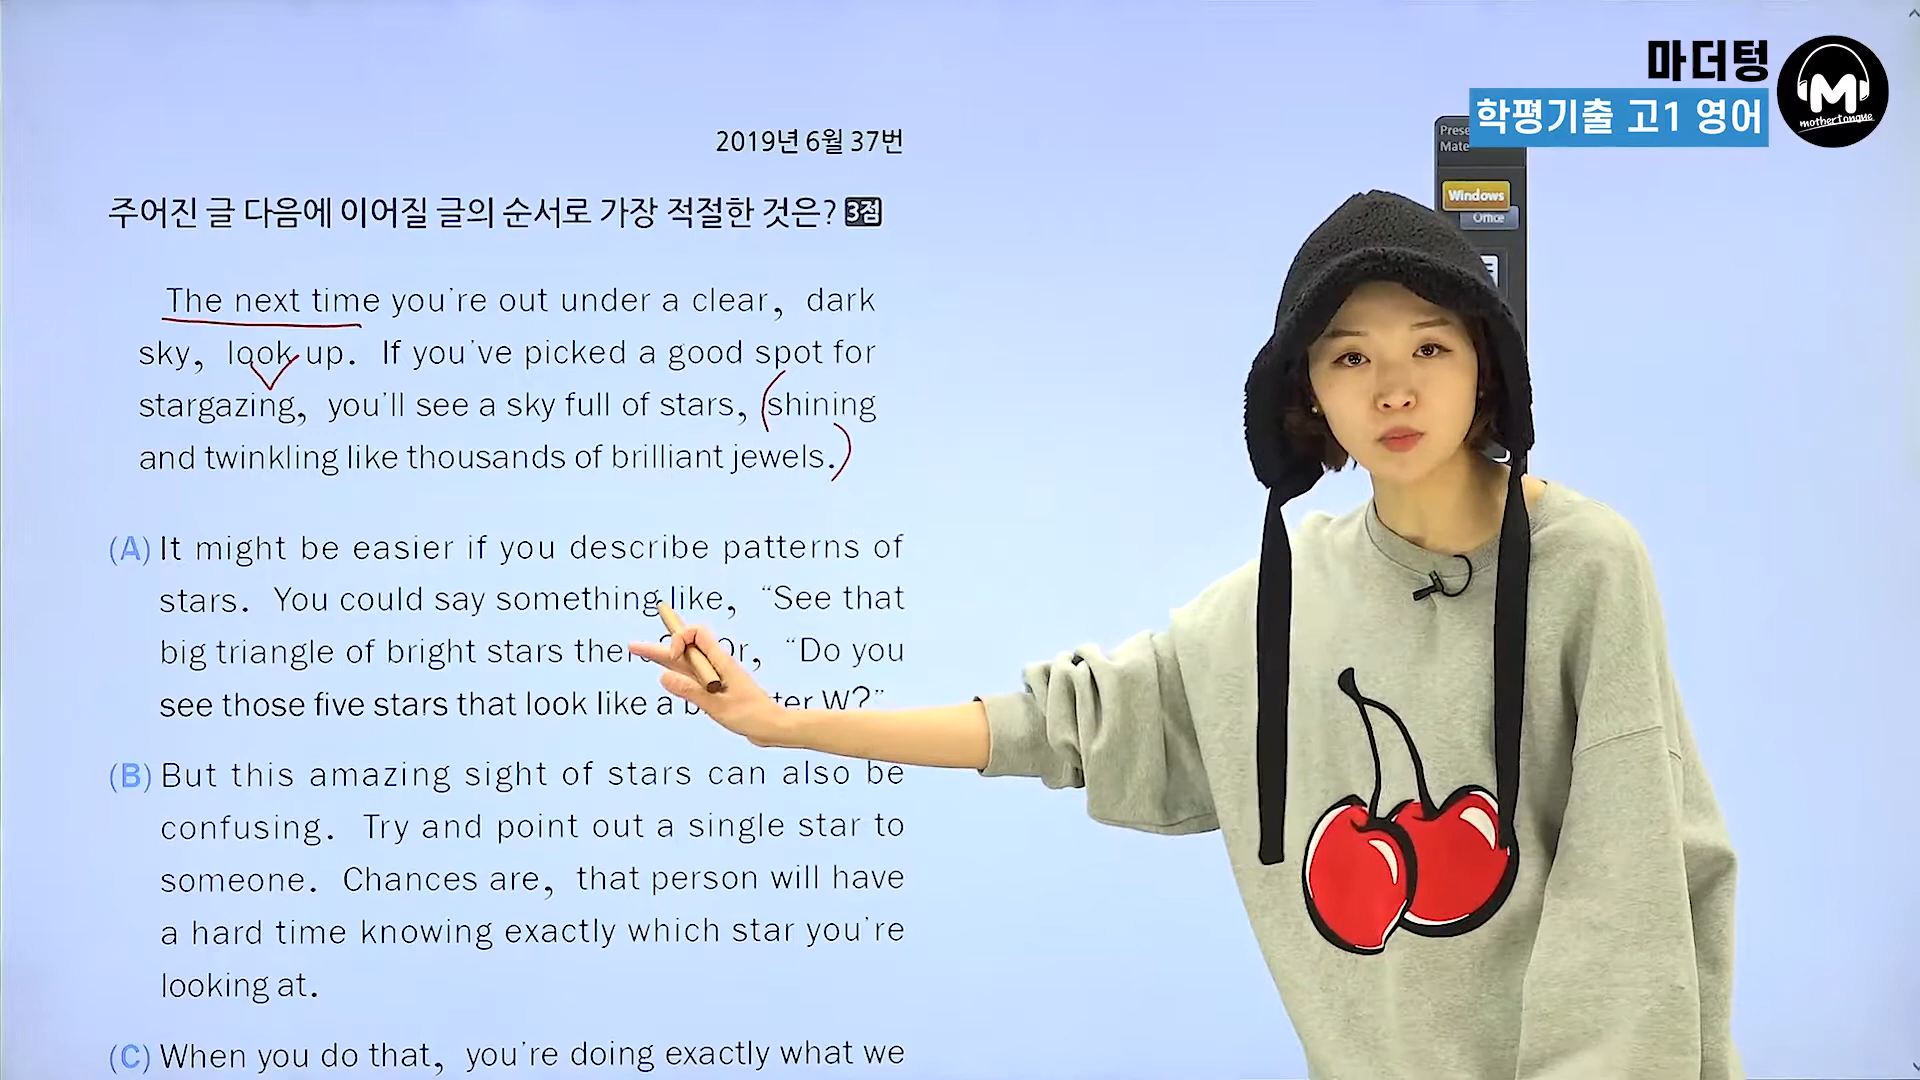 마더텅
학평기출 고1 영어
M
mothertongue
Prese
Mate
Windows
Office
2019년 6월 37번
주어진 글 다음에 이어질 글의 순서로 가장 적절한 것은? 3점
The next time you're out under a clear, dark
sky, look up. If you've picked a good spot for
stargazing, you'll see a sky full of stars, (shining
and twinkling like thousands of brilliant jewels.)
(A) It might be easier if you describe patterns of
stars. You could say something like, “See that
big triangle of bright stars there? Or, “Do you
see those five stars that look like a b ter W?”
(B) But this amazing sight of stars can also be
confusing. Try and point out a single star to
someone. Chances are, that person will have
a hard time knowing exactly which star you're
looking at.
(C) When you do that, you're doing exactly what we